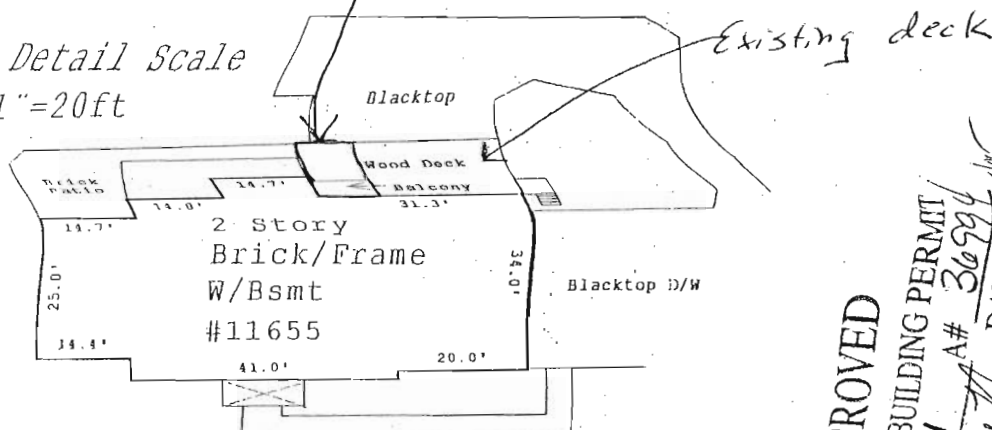 Detail Scale
1"=20ft
Existing deck
Blacktop
Wood Deck
Balcony
Brick
Patio
14.7'
14.0'
31.3'
14.7'
2 Story
Brick/Frame
W/Bsmt
#11655
25.0'
34.0'
Blacktop D/W
41.0'
20.0'
ROVED
BUILDING PERMIT
A# 36994